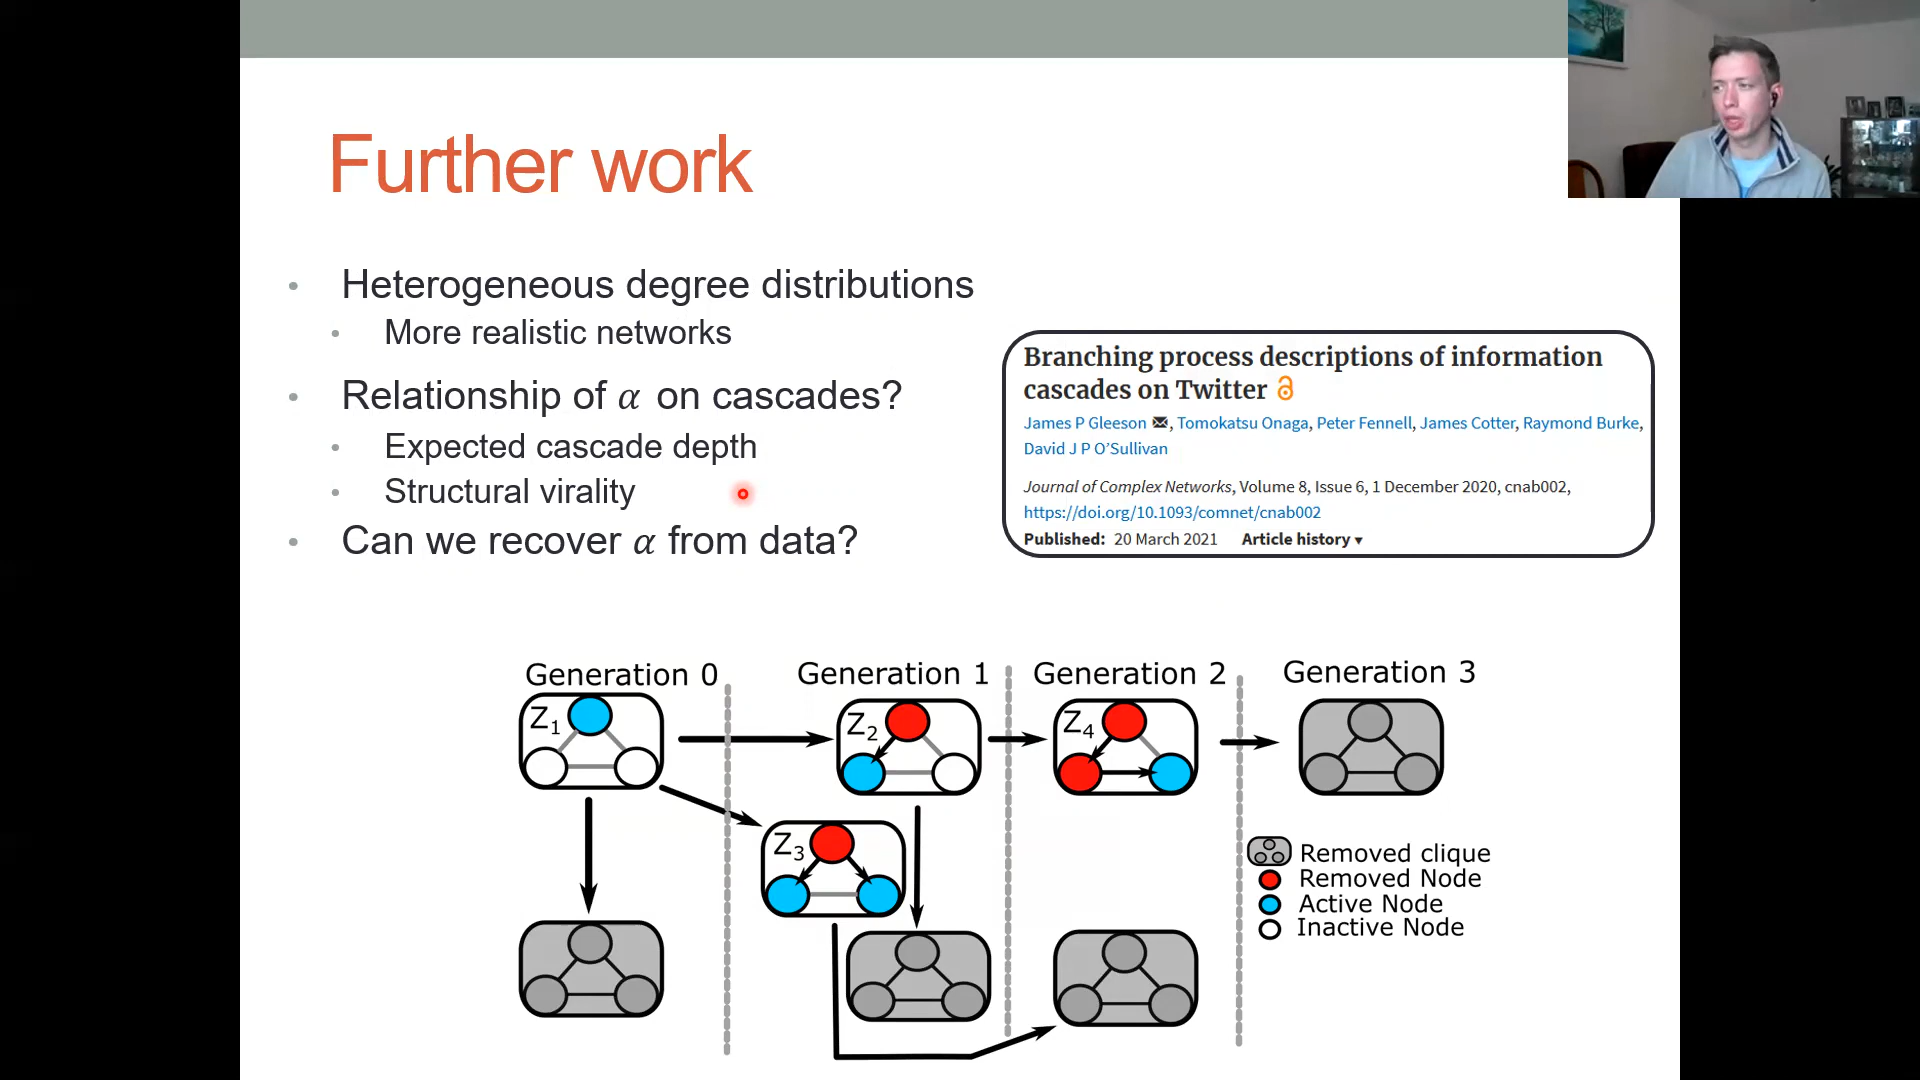 Further work
Heterogeneous degree distributions
More realistic networks
Relationship of α on cascades?
Expected cascade depth
Structural virality
Can we recover α from data?
Branching process descriptions of information
cascades on Twitter
James P Gleeson, Tomokatsu Onaga, Peter Fennell, James Cotter, Raymond Burke,
David J P O'Sullivan
Journal of Complex Networks, Volume 8, Issue 6, 1 December 2020, cnab002,
https://doi.org/10.1093/comnet/cnab002
Published: 20 March 2021 Article history ▾
Generation 0 Generation 1 Generation 2 Generation 3
Z1
Z2
Z4
Z3
Removed clique
Removed Node
Active Node
Inactive Node